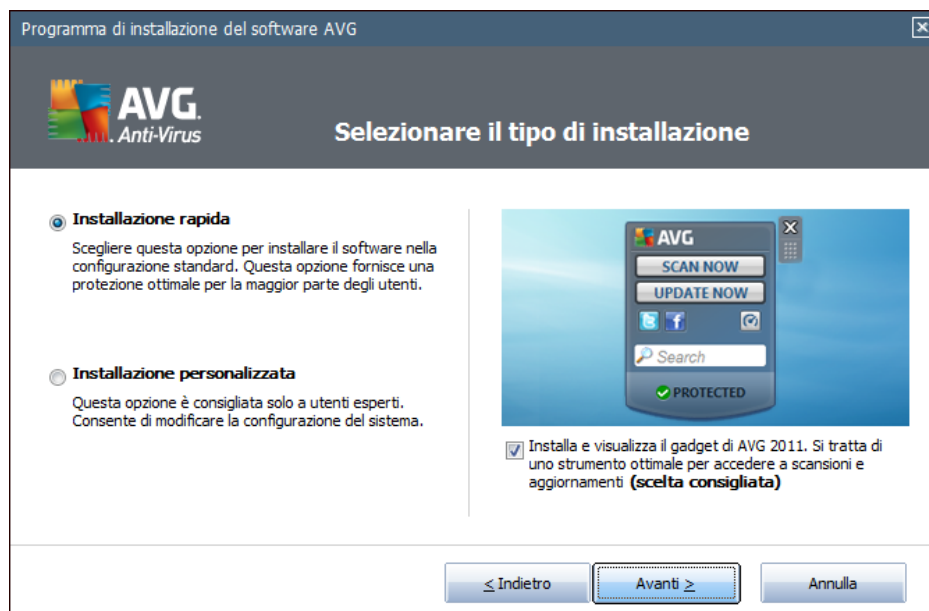 Programma di installazione del software AVG
AVG.
Anti-Virus
Selezionare il tipo di installazione
Installazione rapida
Scegliere questa opzione per installare il software nella
configurazione standard. Questa opzione fornisce una
protezione ottimale per la maggior parte degli utenti.
Installazione personalizzata
Questa opzione è consigliata solo a utenti esperti.
Consente di modificare la configurazione del sistema.
AVG
SCAN NOW
UPDATE NOW
Search
PROTECTED
Installa e visualizza il gadget di AVG 2011. Si tratta di
uno strumento ottimale per accedere a scansioni e
aggiornamenti (scelta consigliata)
< Indietro
Avanti >
Annulla